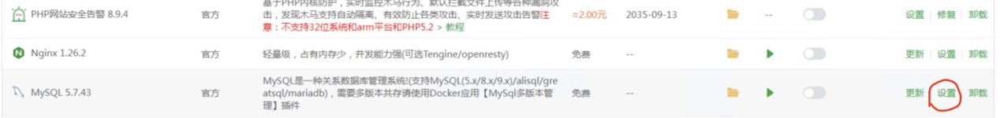 基于PHP内核防护，实时监控木马行为、默认拦截文件上传等各种漏洞攻
PHP网站安全告警 8.9.4 官方 击，发现木马支持自动隔离、有效防止各类攻击、实时发送攻击告警注 ≈2.00元 2035-09-13 -- 设置 | 修复 | 卸载
意：不支持32位系统和arm平台和PHP5.2 > 教程
Nginx 1.26.2 官方 轻量级，占有内存少，并发能力强(可选Tengine/openresty) 免费 -- 更新 | 设置 | 卸载
MySQL是一种关系数据库管理系统!(支持MySQL(5.x/8.x/9.x)/alisql/gre
MySQL 5.7.43 官方 atsql/mariadb)，需要多版本共存请使用Docker应用【MySql多版本管 免费 -- 更新 | 设置 | 卸载
理】插件